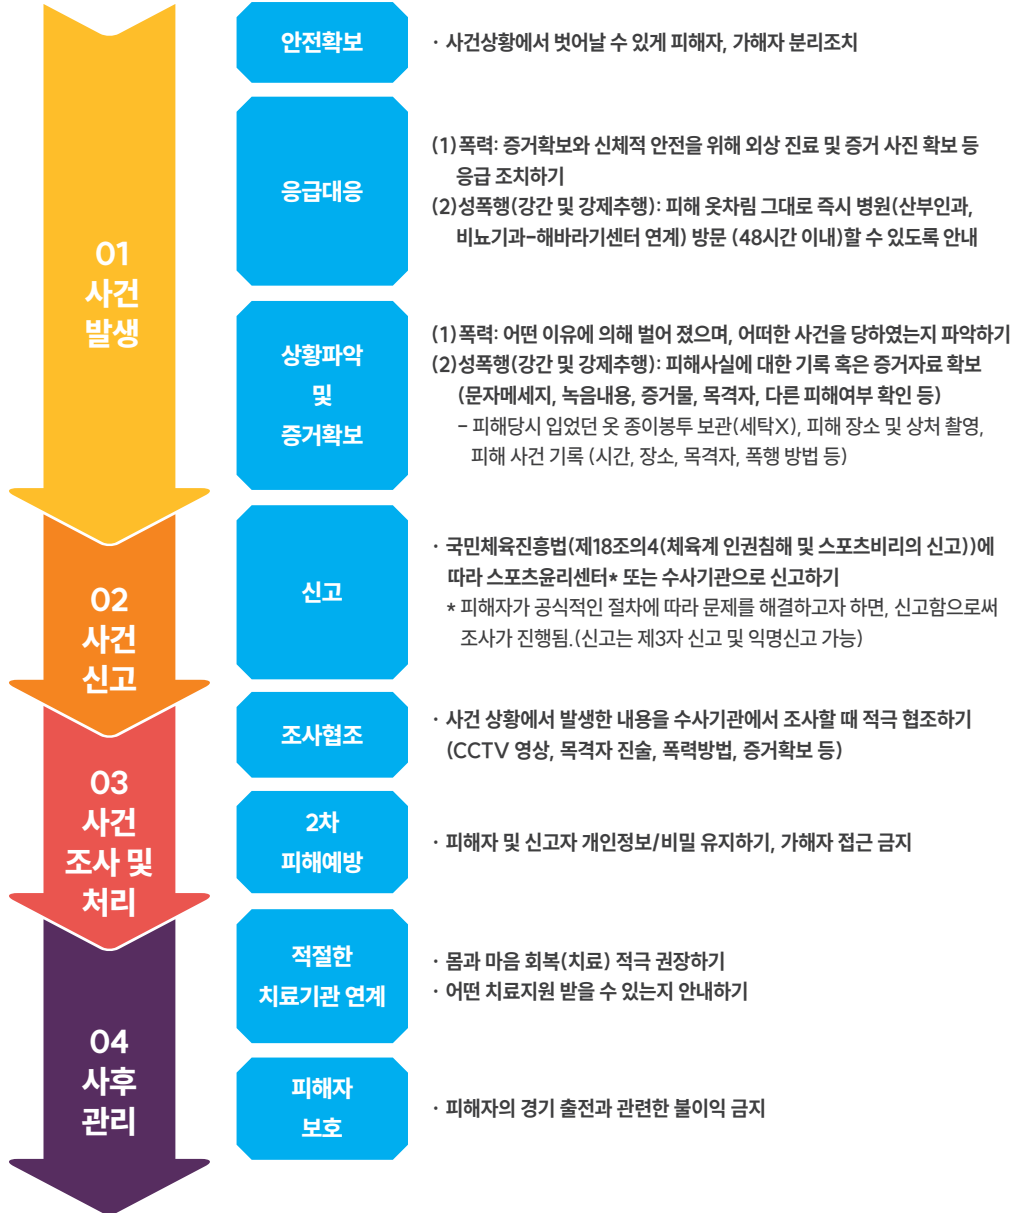 01
사건
발생
안전확보
· 사건상황에서 벗어날 수 있게 피해자, 가해자 분리조치
응급대응
(1)폭력: 증거확보와 신체적 안전을 위해 외상 진료 및 증거 사진 확보 등
응급 조치하기
(2)성폭행(강간 및 강제추행): 피해 옷차림 그대로 즉시 병원(산부인과,
비뇨기과-해바라기센터 연계) 방문 (48시간 이내)할 수 있도록 안내
상황파악
및
증거확보
(1)폭력: 어떤 이유에 의해 벌어 졌으며, 어떠한 사건을 당하였는지 파악하기
(2)성폭행(강간 및 강제추행): 피해사실에 대한 기록 혹은 증거자료 확보
(문자메세지, 녹음내용, 증거물, 목격자, 다른 피해여부 확인 등)
- 피해당시 입었던 옷 종이봉투 보관(세탁X), 피해 장소 및 상처 촬영,
피해 사건 기록 (시간, 장소, 목격자, 폭행 방법 등)
02
사건
신고
신고
· 국민체육진흥법(제18조의4(체육계 인권침해 및 스포츠비리의 신고))에
따라 스포츠윤리센터* 또는 수사기관으로 신고하기
* 피해자가 공식적인 절차에 따라 문제를 해결하고자 하면, 신고함으로써
조사가 진행됨.(신고는 제3자 신고 및 익명신고 가능)
03
사건
조사 및
처리
조사협조
· 사건 상황에서 발생한 내용을 수사기관에서 조사할 때 적극 협조하기
(CCTV 영상, 목격자 진술, 폭력방법, 증거확보 등)
2차
피해예방
· 피해자 및 신고자 개인정보/비밀 유지하기, 가해자 접근 금지
04
사후
관리
적절한
치료기관 연계
· 몸과 마음 회복(치료) 적극 권장하기
· 어떤 치료지원 받을 수 있는지 안내하기
피해자
보호
· 피해자의 경기 출전과 관련한 불이익 금지